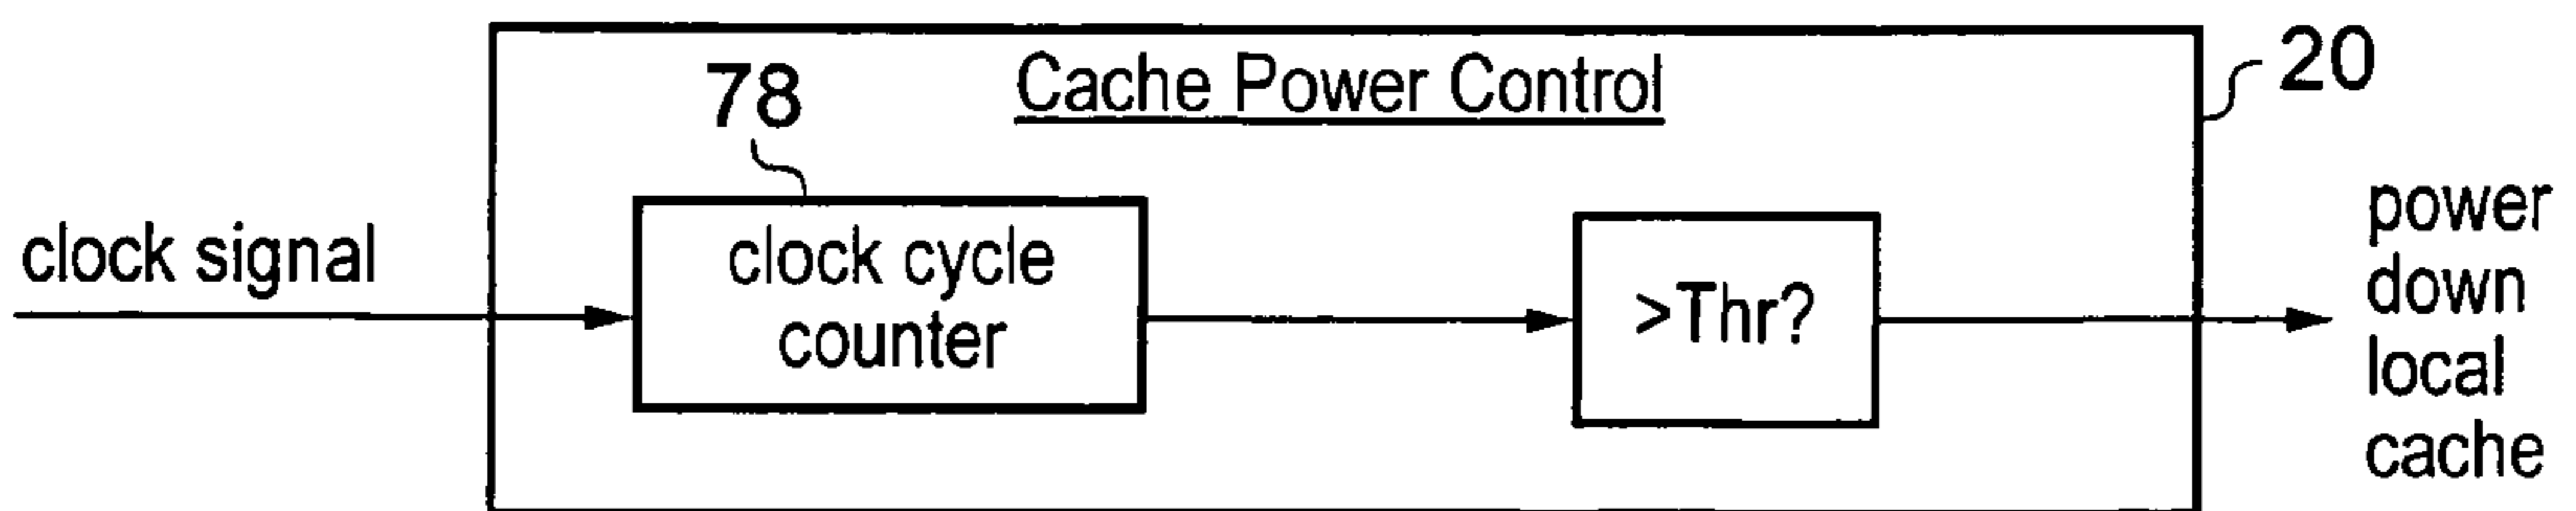 Cache Power Control
20
78
clock signal
clock cycle
counter
>Thr?
power
down
local
cache